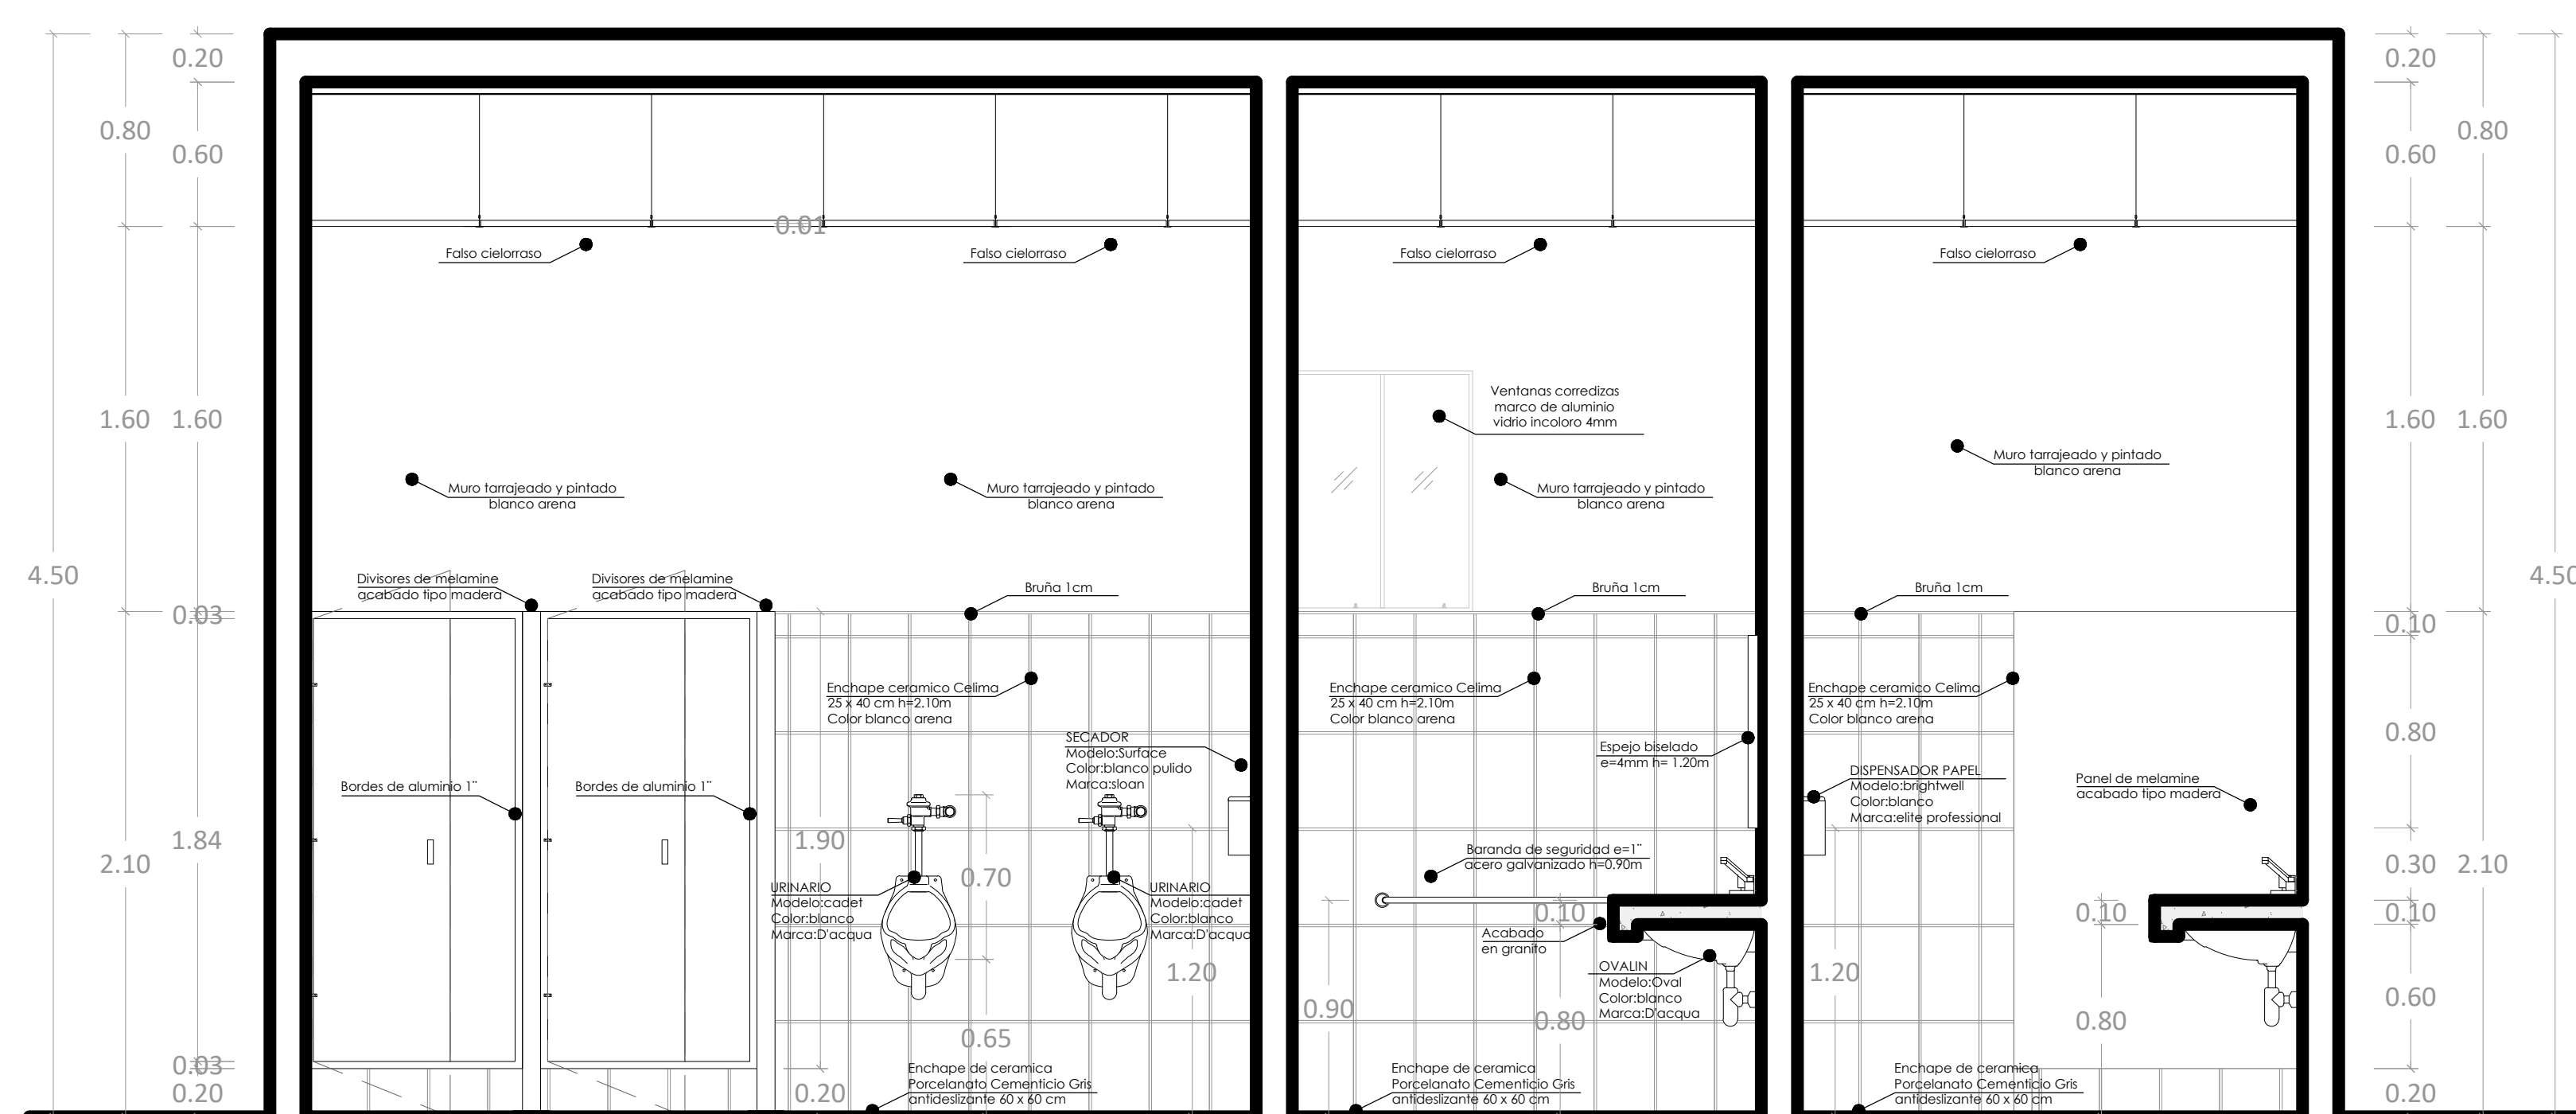 0.20
0.20
0.80
0.60
0.60
0.80
0.01
Falso cielorraso
Falso cielorraso
Falso cielorraso
Falso cielorraso
1.60
1.60
1.60
1.60
Ventanas corredizas
marco de aluminio
vidrio incoloro 4mm
Muro tarrajeado y pintado
blanco arena
Muro tarrajeado y pintado
blanco arena
Muro tarrajeado y pintado
blanco arena
Muro tarrajeado y pintado
blanco arena
4.50
4.50
Divisores de melamine
acabado tipo madera
Divisores de melamine
acabado tipo madera
Bruña 1cm
Bruña 1cm
Bruña 1cm
0.03
0.10
Enchape ceramico Celima
25 x 40 cm h=2.10m
Color blanco arena
Enchape ceramico Celima
25 x 40 cm h=2.10m
Color blanco arena
Enchape ceramico Celima
25 x 40 cm h=2.10m
Color blanco arena
0.80
SECADOR
Modelo:Surface
Color:blanco pulido
Marca:sloan
Espejo biselado
e=4mm h= 1.20m
DISPENSADOR PAPEL
Modelo:brightwell
Color:blanco
Marca:elite professional
Panel de melamine
acabado tipo madera
Bordes de aluminio 1¨
Bordes de aluminio 1¨
1.84
2.10
1.90
0.70
Baranda de seguridad e=1¨
acero galvanizado h=0.90m
0.30
2.10
URINARIO
Modelo:cadet
Color:blanco
Marca:D'acqua
URINARIO
Modelo:cadet
Color:blanco
Marca:D'acqua
0.10
0.10
0.10
Acabado
en granito
1.20
OVALIN
Modelo:Oval
Color:blanco
Marca:D'acqua
1.20
0.60
0.90
0.80
0.80
0.65
0.03
0.20
0.20
Enchape de ceramica
Porcelanato Cementicio Gris
antideslizante 60 x 60 cm
Enchape de ceramica
Porcelanato Cementicio Gris
antideslizante 60 x 60 cm
Enchape de ceramica
Porcelanato Cementicio Gris
antideslizante 60 x 60 cm
0.20